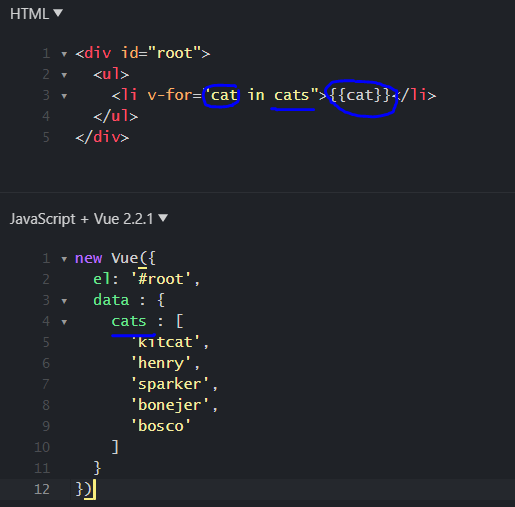 HTML ▼
1 ▼ <div id="root">
2 ▼ <ul>
3 ▼ <li v-for="cat in cats">{{cat}}</li>
4 </ul>
5 </div>
JavaScript + Vue 2.2.1 ▼
1 ▼ new Vue({
2 el: '#root',
3 ▼ data : {
4 ▼ cats : [
5 'kitcat',
6 'henry',
7 'sparker',
8 'bonejer',
9 'bosco'
10 ]
11 }
12 })